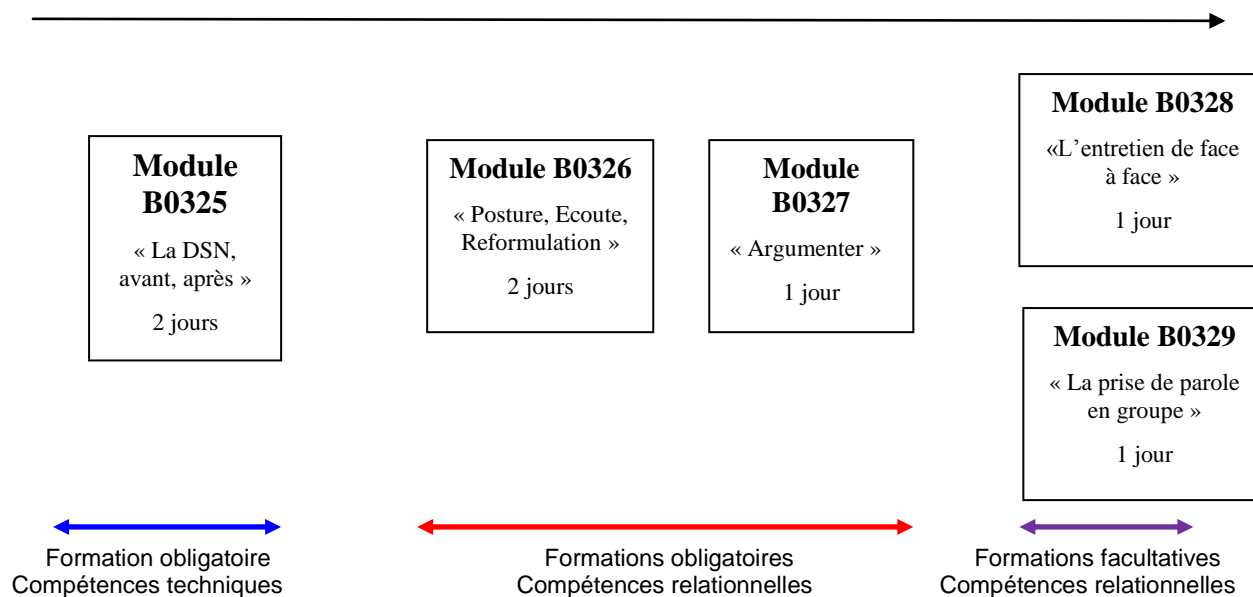 Module
B0325
« La DSN,
avant, après »
2 jours
Module B0326
« Posture, Ecoute,
Reformulation »
2 jours
Module
B0327
« Argumenter »
1 jour
Module B0328
«L’entretien de face
à face »
1 jour
Module B0329
« La prise de parole
en groupe »
1 jour
Formation obligatoire
Compétences techniques
Formations obligatoires
Compétences relationnelles
Formations facultatives
Compétences relationnelles